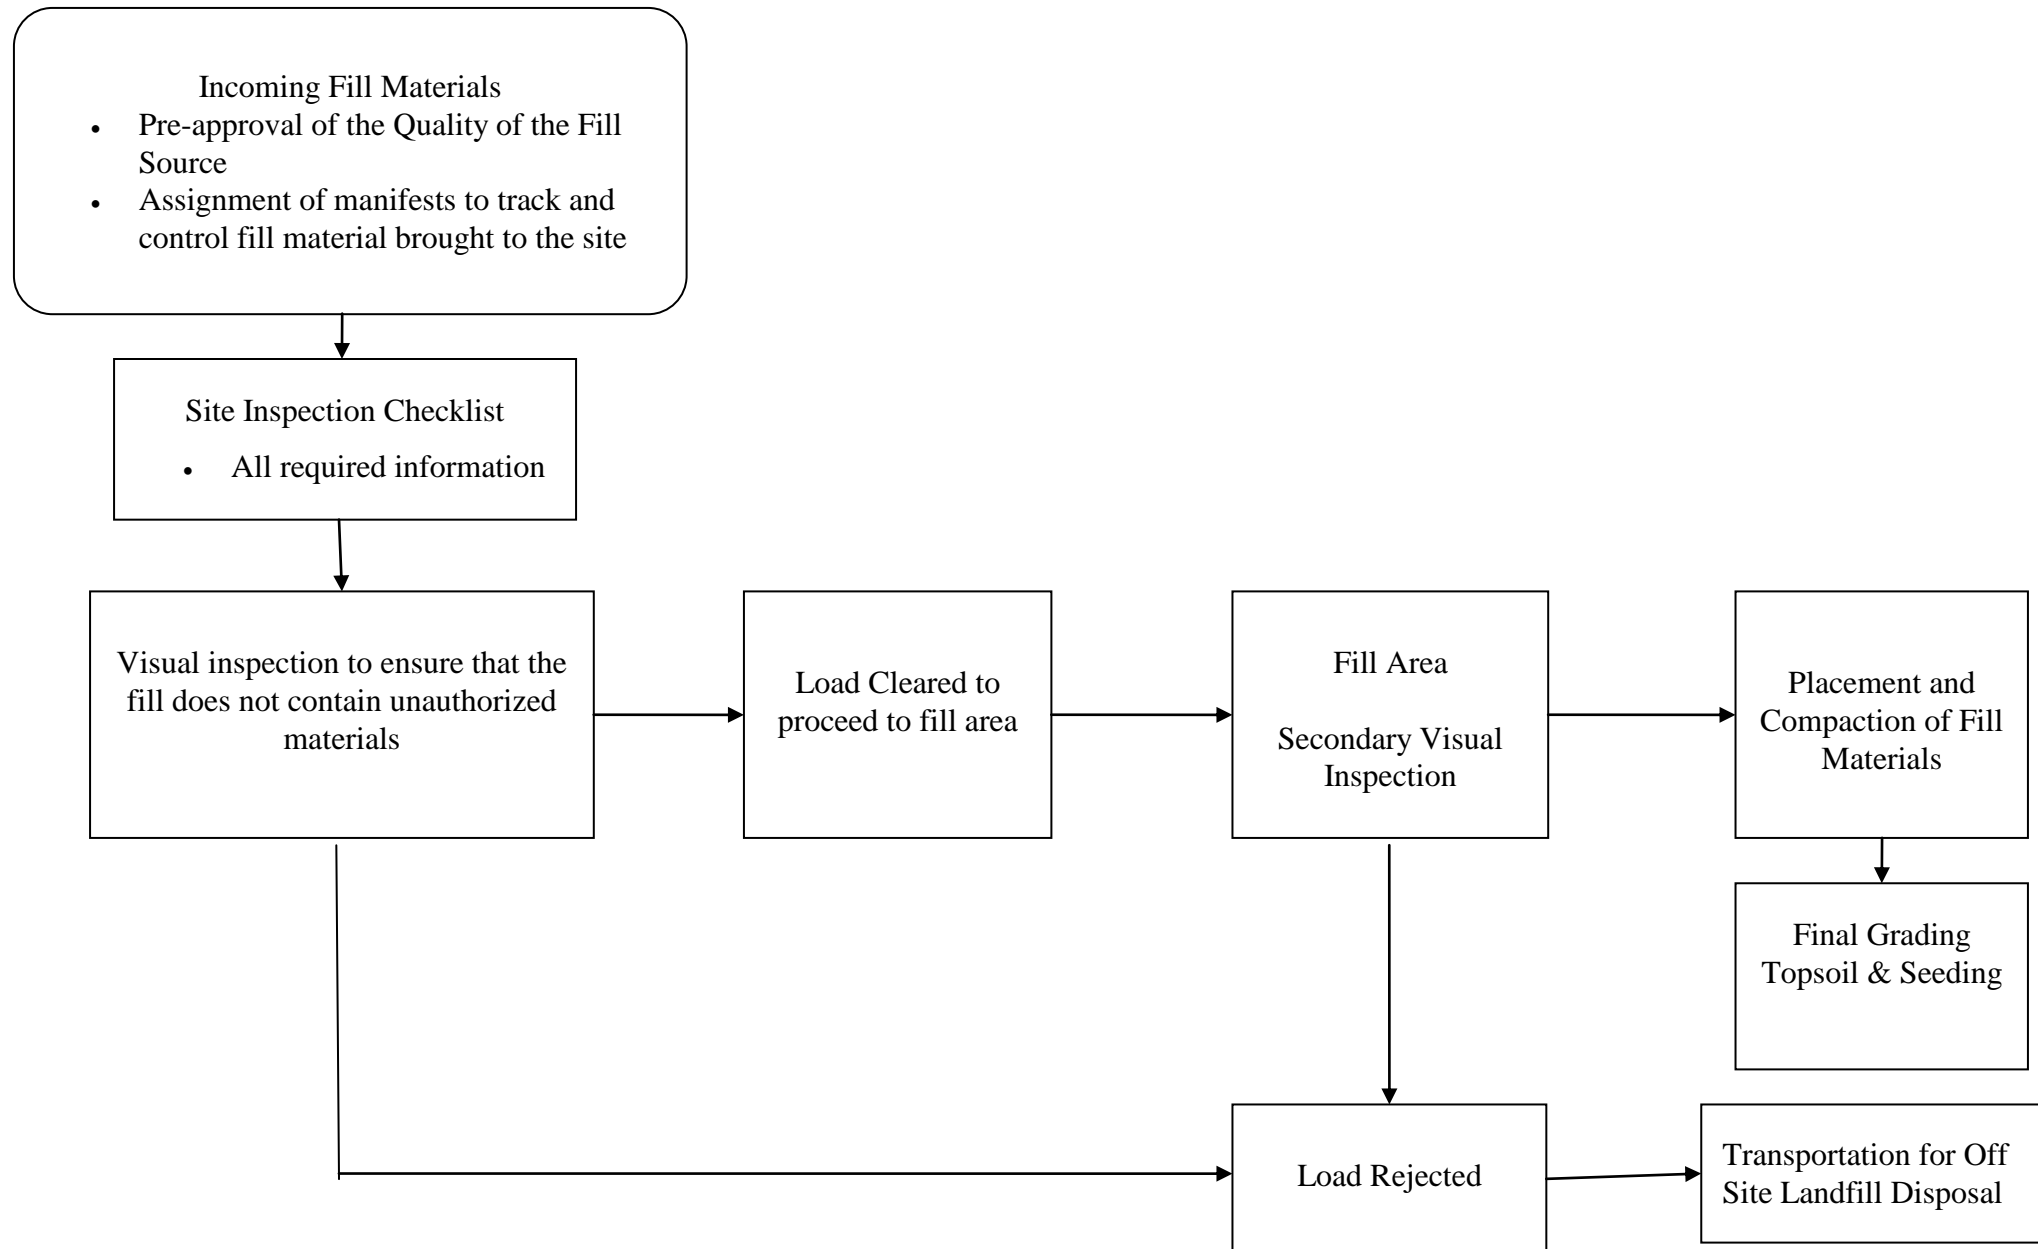 Incoming Fill Materials
• Pre-approval of the Quality of the Fill
Source
• Assignment of manifests to track and
control fill material brought to the site
Site Inspection Checklist
• All required information
Visual inspection to ensure that the
fill does not contain unauthorized
materials
Load Cleared to
proceed to fill area
Fill Area
Secondary Visual
Inspection
Placement and
Compaction of Fill
Materials
Final Grading
Topsoil & Seeding
Load Rejected
Transportation for Off
Site Landfill Disposal